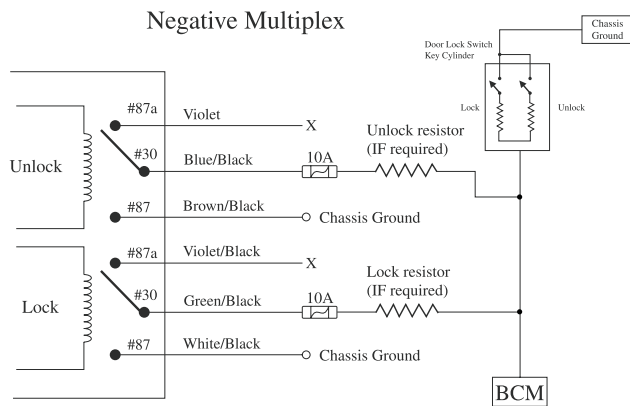 Negative Multiplex
Chassis
Ground
Door Lock Switch
Key Cylinder
Lock
Unlock
#87a
Violet
X
Unlock resistor
(IF required)
Unlock
#30
Blue/Black
10A
#87
Brown/Black
Chassis Ground
#87a
Violet/Black
X
Lock resistor
(IF required)
Lock
#30
Green/Black
10A
#87
White/Black
Chassis Ground
BCM